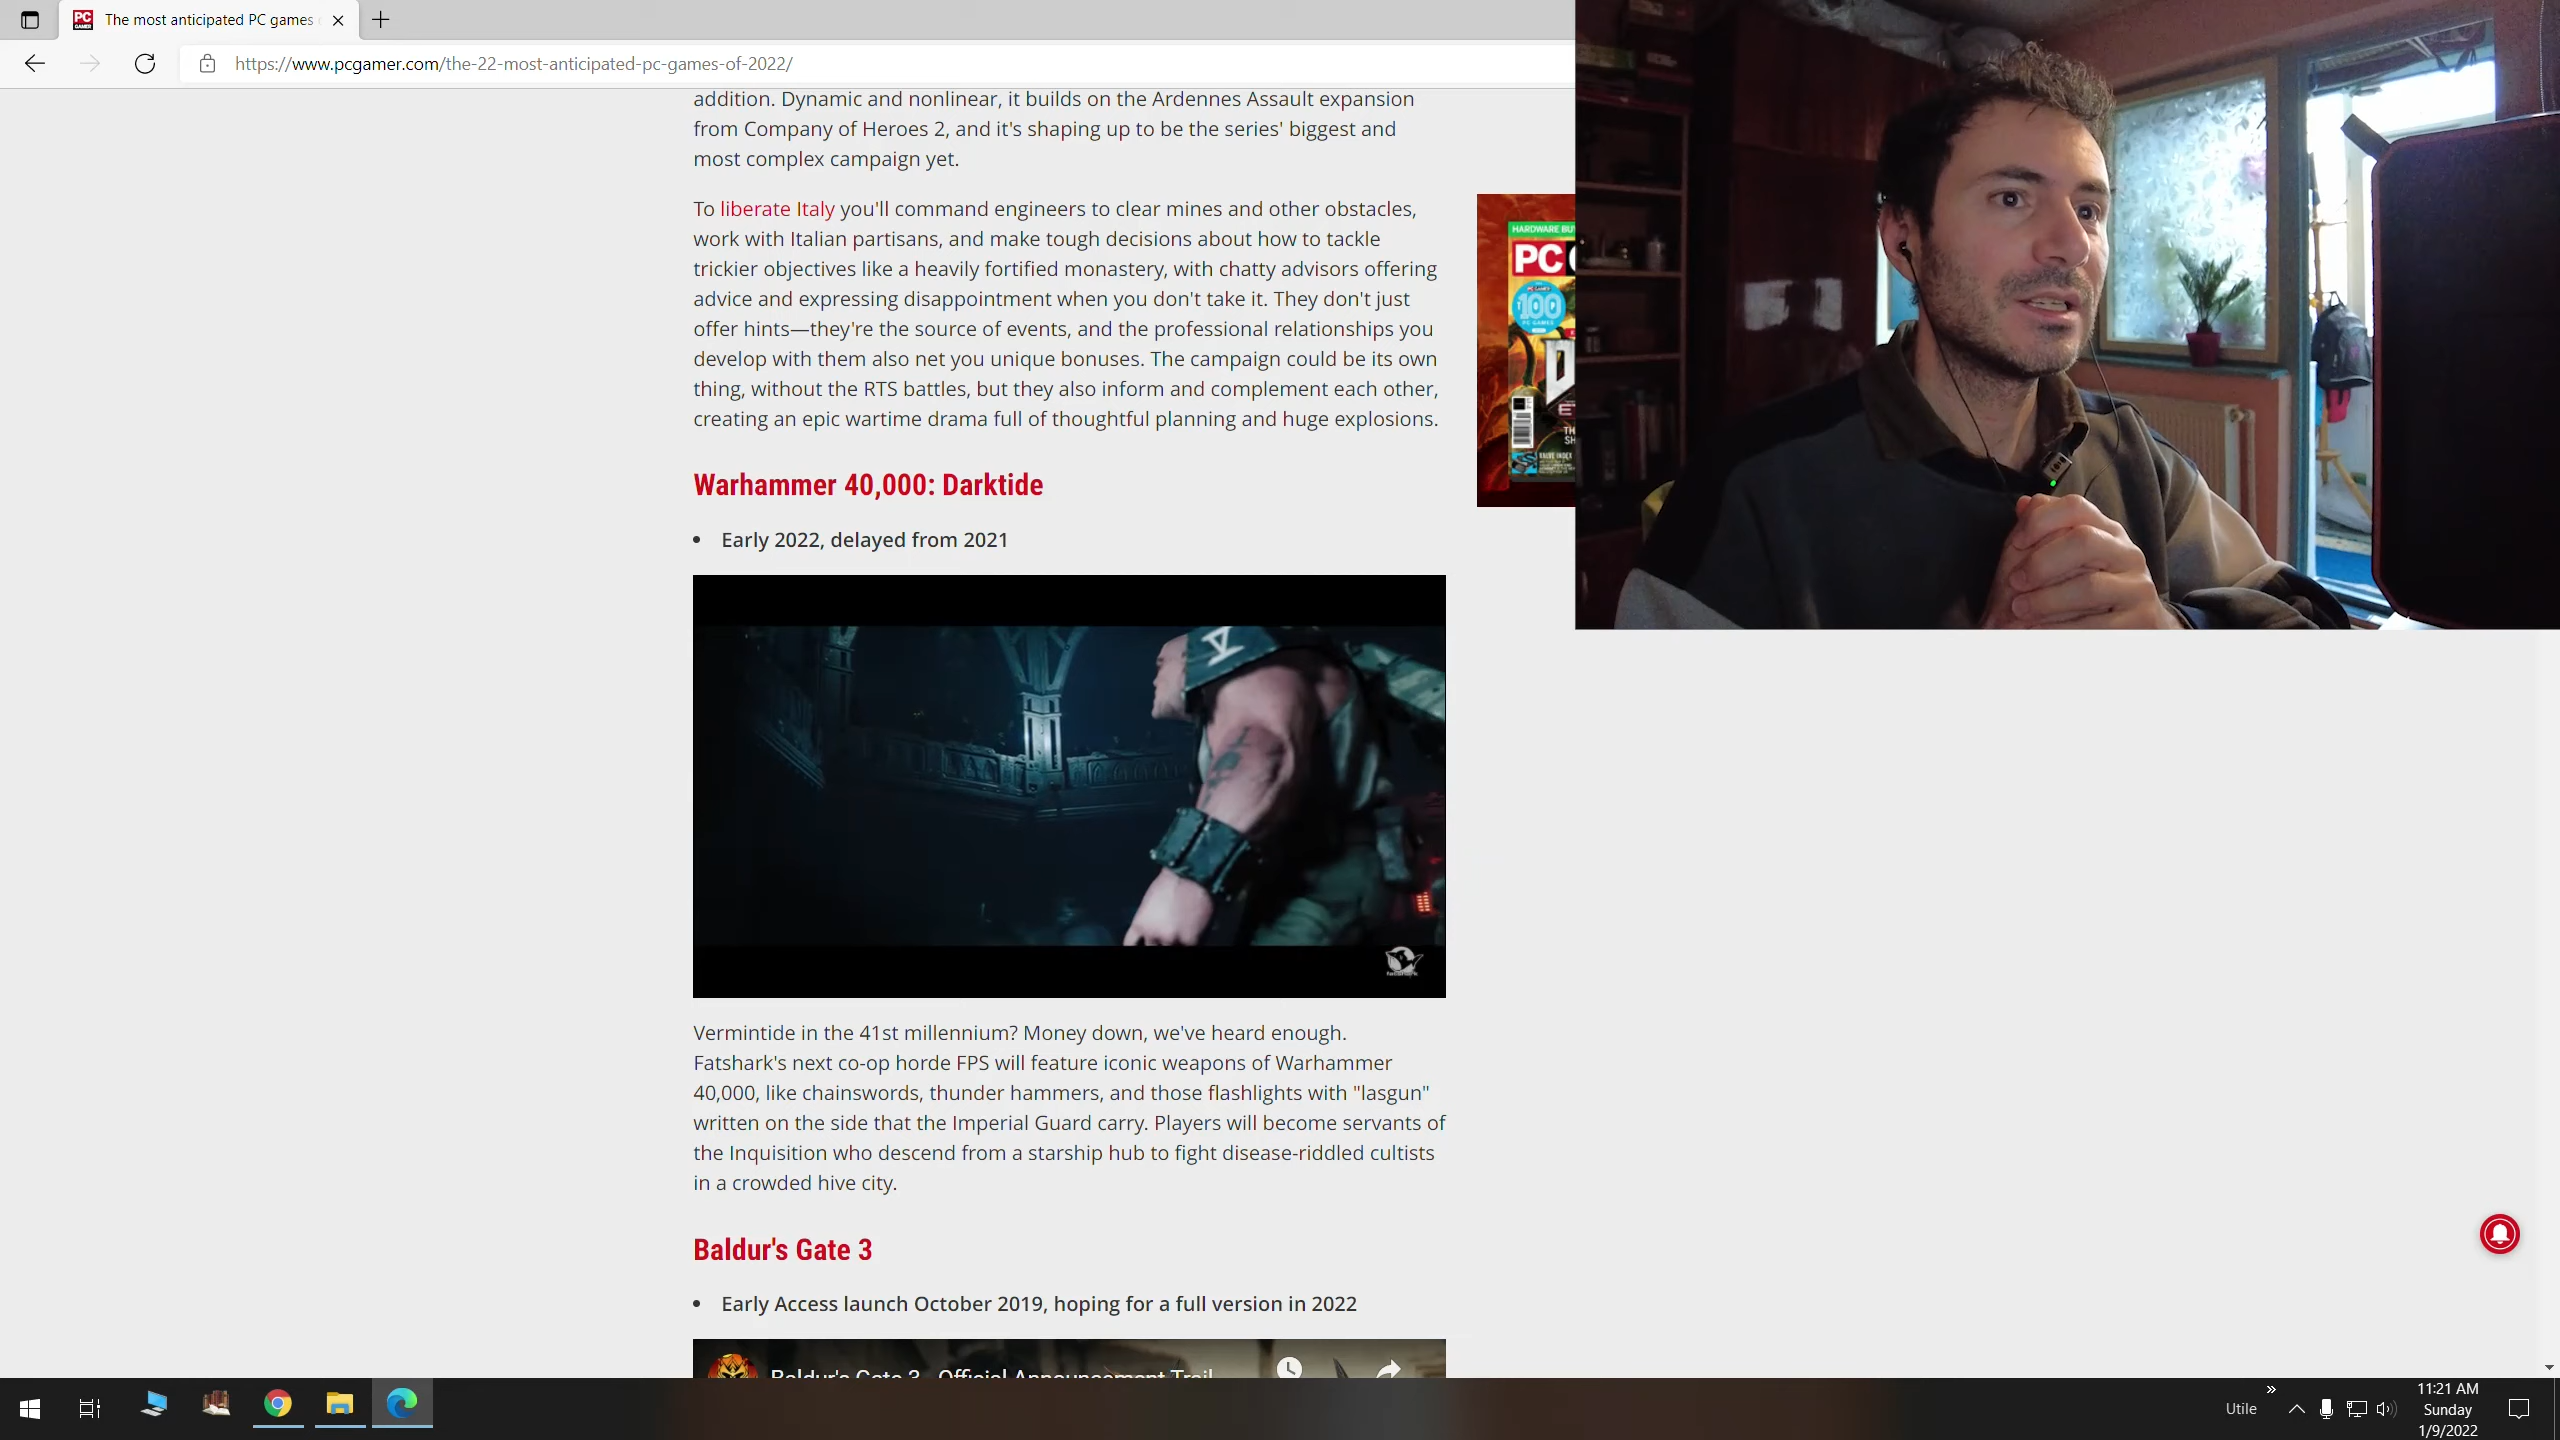 The most anticipated PC games
https://www.pcgamer.com/the-22-most-anticipated-pc-games-of-2022/
addition. Dynamic and nonlinear, it builds on the Ardennes Assault expansion
from Company of Heroes 2, and it's shaping up to be the series' biggest and
most complex campaign yet.
To liberate Italy you'll command engineers to clear mines and other obstacles,
work with Italian partisans, and make tough decisions about how to tackle
trickier objectives like a heavily fortified monastery, with chatty advisors offering
advice and expressing disappointment when you don't take it. They don't just
offer hints—they're the source of events, and the professional relationships you
develop with them also net you unique bonuses. The campaign could be its own
thing, without the RTS battles, but they also inform and complement each other,
creating an epic wartime drama full of thoughtful planning and huge explosions.
HARDWARE BU
PC
100
PC GAMES
VALVE INDEX
Warhammer 40,000: Darktide
• Early 2022, delayed from 2021
V
Vermintide in the 41st millennium? Money down, we've heard enough.
Fatshark's next co-op horde FPS will feature iconic weapons of Warhammer
40,000, like chainswords, thunder hammers, and those flashlights with "lasgun"
written on the side that the Imperial Guard carry. Players will become servants of
the Inquisition who descend from a starship hub to fight disease-riddled cultists
in a crowded hive city.
Baldur's Gate 3
• Early Access launch October 2019, hoping for a full version in 2022
Baldur's Gate 3 - Official Announcement Trail
Utile
11:21 AM
Sunday
1/9/2022